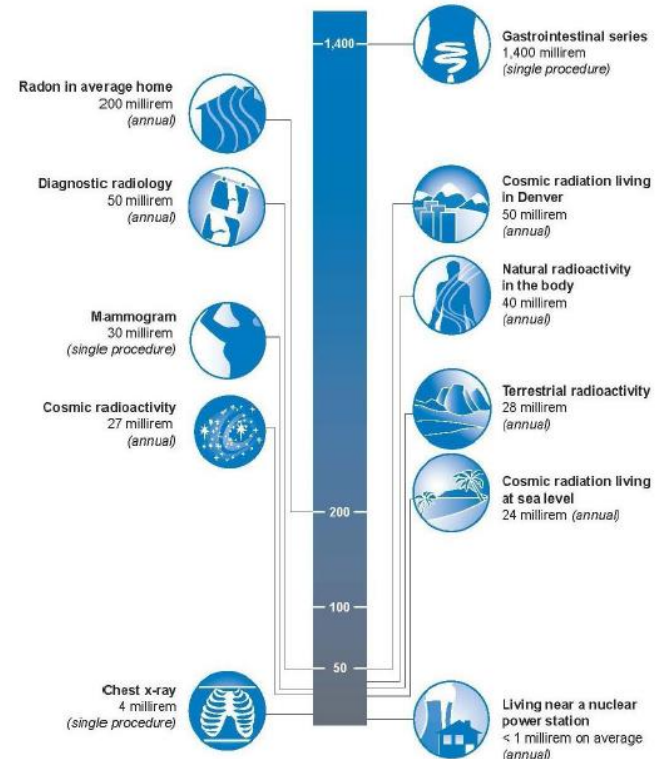 1,400
Gastrointestinal series
1,400 millirem
(single procedure)
Radon in average home
200 millirem
(annual)
Diagnostic radiology
50 millirem
(annual)
Cosmic radiation living
in Denver
50 millirem
(annual)
Natural radioactivity
in the body
40 millirem
(annual)
Mammogram
30 millirem
(single procedure)
Terrestrial radioactivity
28 millirem
(annual)
Cosmic radioactivity
27 millirem
(annual)
Cosmic radiation living
at sea level
24 millirem (annual)
200
100
50
Chest x-ray
4 millirem
(single procedure)
Living near a nuclear
power station
< 1 millirem on average
(annual)